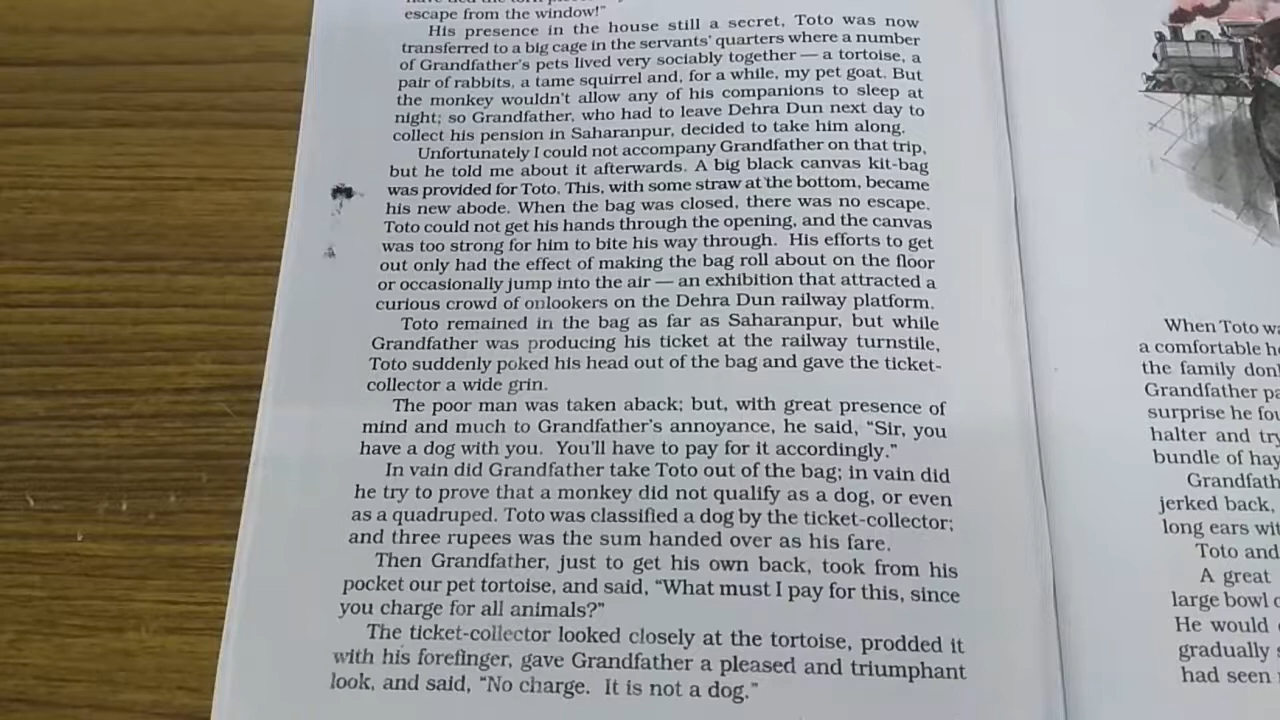 escape from the window!"
His presence in the house still a secret, Toto was now
transferred to a big cage in the servants' quarters where a number
of Grandfather's pets lived very sociably together — a tortoise, a
pair of rabbits, a tame squirrel and, for a while, my pet goat. But
the monkey wouldn't allow any of his companions to sleep at
night; so Grandfather, who had to leave Dehra Dun next day to
collect his pension in Saharanpur, decided to take him along.
Unfortunately I could not accompany Grandfather on that trip,
but he told me about it afterwards. A big black canvas kit-bag
was provided for Toto. This, with some straw at the bottom, became
his new abode. When the bag was closed, there was no escape.
Toto could not get his hands through the opening, and the canvas
was too strong for him to bite his way through. His efforts to get
out only had the effect of making the bag roll about on the floor
or occasionally jump into the air — an exhibition that attracted a
curious crowd of onlookers on the Dehra Dun railway platform.
Toto remained in the bag as far as Saharanpur, but while
Grandfather was producing his ticket at the railway turnstile,
Toto suddenly poked his head out of the bag and gave the ticket-
collector a wide grin.
The poor man was taken aback; but, with great presence of
mind and much to Grandfather's annoyance, he said, "Sir, you
have a dog with you. You'll have to pay for it accordingly."
In vain did Grandfather take Toto out of the bag; in vain did
he try to prove that a monkey did not qualify as a dog, or even
as a quadruped. Toto was classified a dog by the ticket-collector;
and three rupees was the sum handed over as his fare.
Then Grandfather, just to get his own back, took from his
pocket our pet tortoise, and said, "What must I pay for this, since
you charge for all animals?"
The ticket-collector looked closely at the tortoise, prodded it
with his forefinger, gave Grandfather a pleased and triumphant
look, and said, "No charge. It is not a dog."
When Toto
a comfortable
the family
Grandfather
surprise he
halter and
bundle of hay
jerked back,
long ears
Toto and
A great
large bowl
He would
gradually
had seen